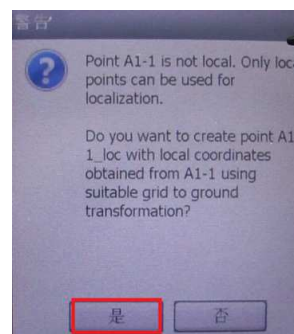 警告
Point A1-1 is not local. Only loc
points can be used for
localization.
Do you want to create point A1
1_loc with local coordinates
obtained from A1-1 using
suitable grid to ground
transformation?
是
否